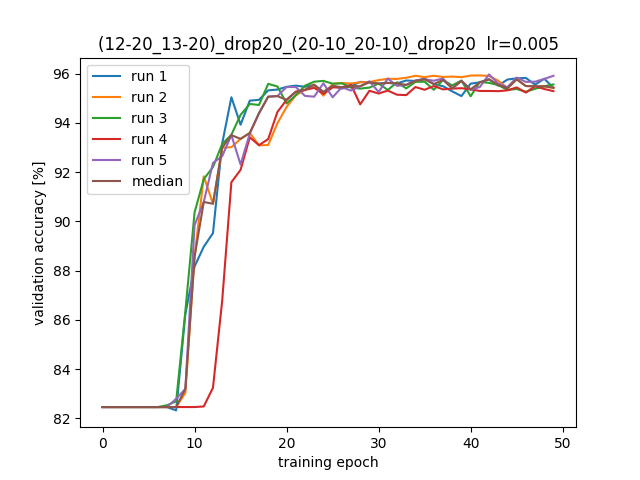 (12-20_13-20)_drop20_(20-10_20-10)_drop20  lr=0.005
validation accuracy [%]
96
94
92
90
88
86
84
82
run 1
run 2
run 3
run 4
run 5
median
0
10
20
30
40
50
training epoch